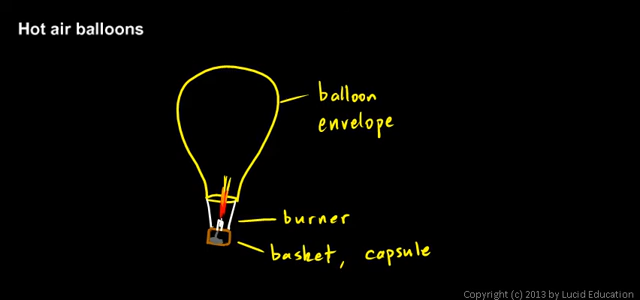 Hot air balloons
balloon
envelope
burner
basket, capsule
Copyright (c) 2013 by Lucid Education